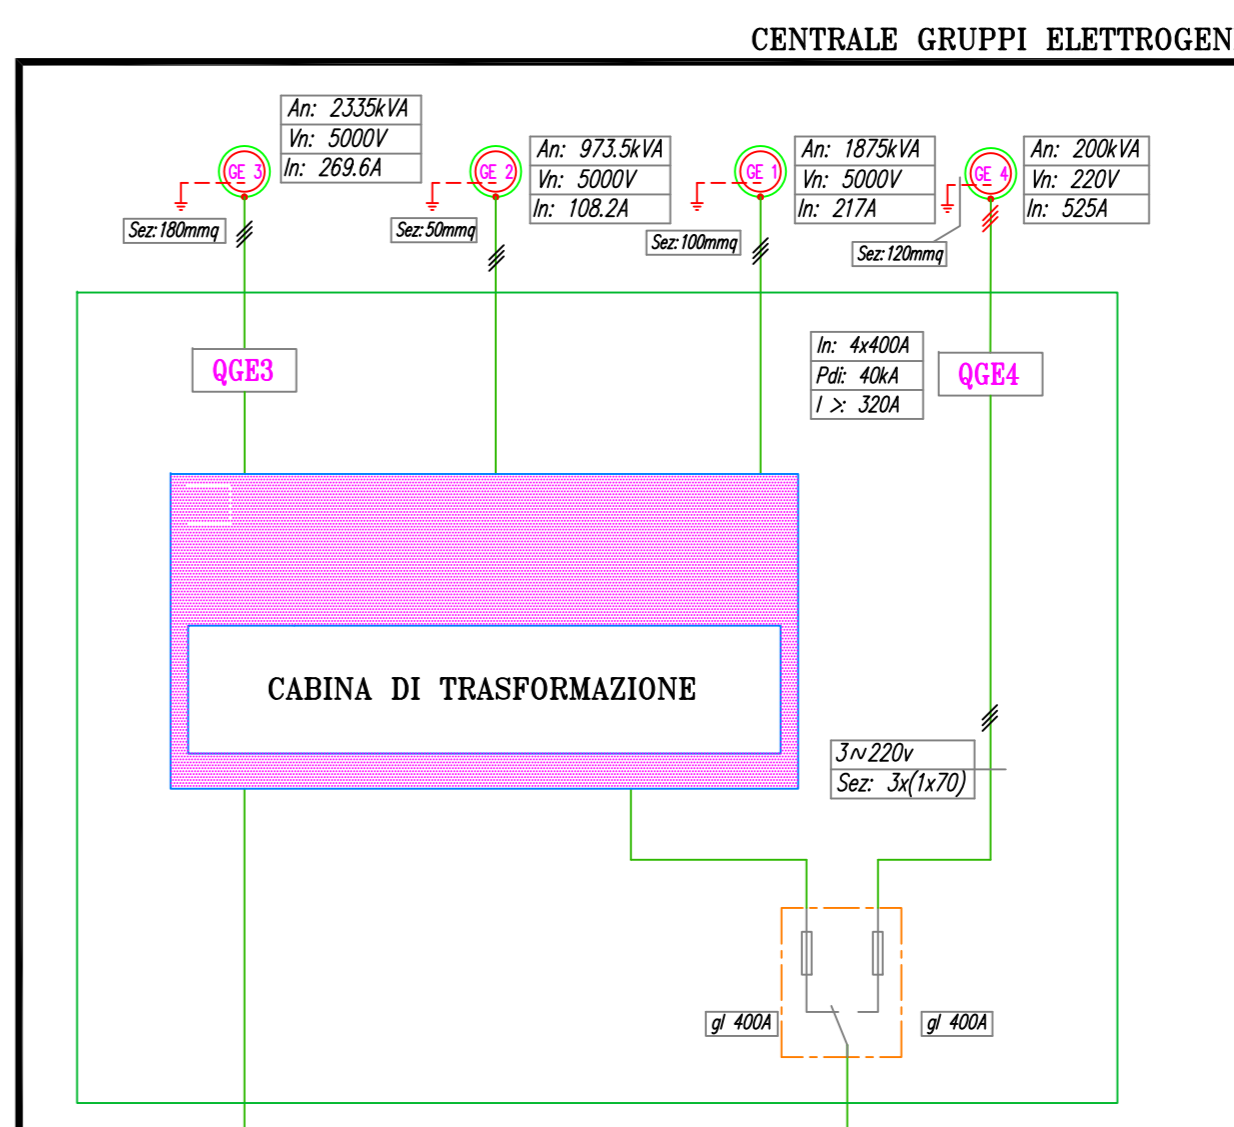 CENTRALE GRUPPI ELETTROGEN
An: 2335kVA
Vn: 5000V
In: 269.6A
GE 3
Sez:180mmq
An: 973.5kVA
Vn: 5000V
In: 108.2A
GE 2
Sez:50mmq
An: 1875kVA
Vn: 5000V
In: 217A
GE 1
Sez:100mmq
An: 200kVA
Vn: 220V
In: 525A
GE 4
Sez:120mmq
QGE3
In: 4x400A
Pdi: 40kA
I >: 320A
QGE4
CABINA DI TRASFORMAZIONE
3~220v
Sez: 3x(1x70)
gl 400A
gl 400A